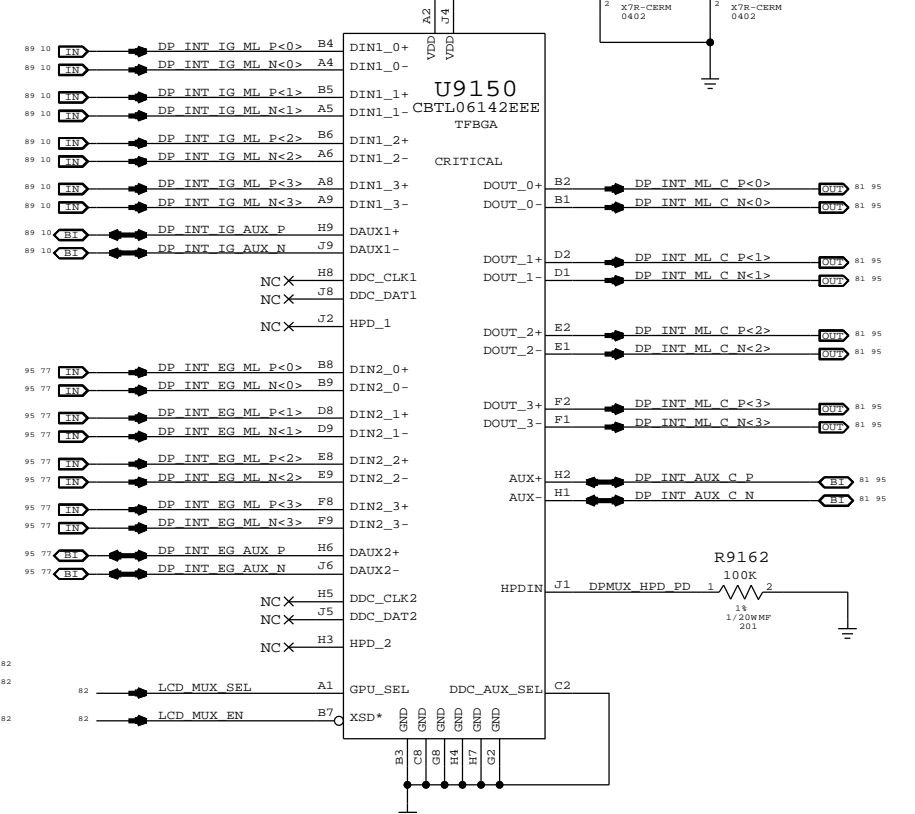 2 X7R-CERM 2 X7R-CERM
0402 0402
A2 J4
VDD VDD
U9150
CBTL06142EEE
TFBGA
CRITICAL
89 10 IN DP_INT_IG_ML_P<0> B4 DIN1_0+
89 10 IN DP_INT_IG_ML_N<0> A4 DIN1_0-
89 10 IN DP_INT_IG_ML_P<1> B5 DIN1_1+
89 10 IN DP_INT_IG_ML_N<1> A5 DIN1_1-
89 10 IN DP_INT_IG_ML_P<2> B6 DIN1_2+
89 10 IN DP_INT_IG_ML_N<2> A6 DIN1_2-
89 10 IN DP_INT_IG_ML_P<3> A8 DIN1_3+
89 10 IN DP_INT_IG_ML_N<3> A9 DIN1_3-
89 10 BI DP_INT_IG_AUX_P H9 DAUX1+
89 10 BI DP_INT_IG_AUX_N J9 DAUX1-
NC H8 DDC_CLK1
NC J8 DDC_DAT1
NC J2 HPD_1
95 77 IN DP_INT_EG_ML_P<0> B8 DIN2_0+
95 77 IN DP_INT_EG_ML_N<0> B9 DIN2_0-
95 77 IN DP_INT_EG_ML_P<1> D8 DIN2_1+
95 77 IN DP_INT_EG_ML_N<1> D9 DIN2_1-
95 77 IN DP_INT_EG_ML_P<2> E8 DIN2_2+
95 77 IN DP_INT_EG_ML_N<2> E9 DIN2_2-
95 77 IN DP_INT_EG_ML_P<3> F8 DIN2_3+
95 77 IN DP_INT_EG_ML_N<3> F9 DIN2_3-
95 77 BI DP_INT_EG_AUX_P H6 DAUX2+
95 77 BI DP_INT_EG_AUX_N J6 DAUX2-
NC H5 DDC_CLK2
NC J5 DDC_DAT2
NC H3 HPD_2
82
82 82 LCD_MUX_SEL A1 GPU_SEL
82 82 LCD_MUX_EN B7 XSD*
DOUT_0+ B2 DP_INT_ML_C_P<0> OUT 81 95
DOUT_0- B1 DP_INT_ML_C_N<0> OUT 81 95
DOUT_1+ D2 DP_INT_ML_C_P<1> OUT 81 95
DOUT_1- D1 DP_INT_ML_C_N<1> OUT 81 95
DOUT_2+ E2 DP_INT_ML_C_P<2> OUT 81 95
DOUT_2- E1 DP_INT_ML_C_N<2> OUT 81 95
DOUT_3+ F2 DP_INT_ML_C_P<3> OUT 81 95
DOUT_3- F1 DP_INT_ML_C_N<3> OUT 81 95
AUX+ H2 DP_INT_AUX_C_P BI 81 95
AUX- H1 DP_INT_AUX_C_N BI 81 95
R9162
100K
HPDIN J1 DPMUX_HPD_PD 1 2
1%
1/20W MF
201
DDC_AUX_SEL C2
GND GND GND GND GND GND
B3 C8 G8 H4 H7 G2